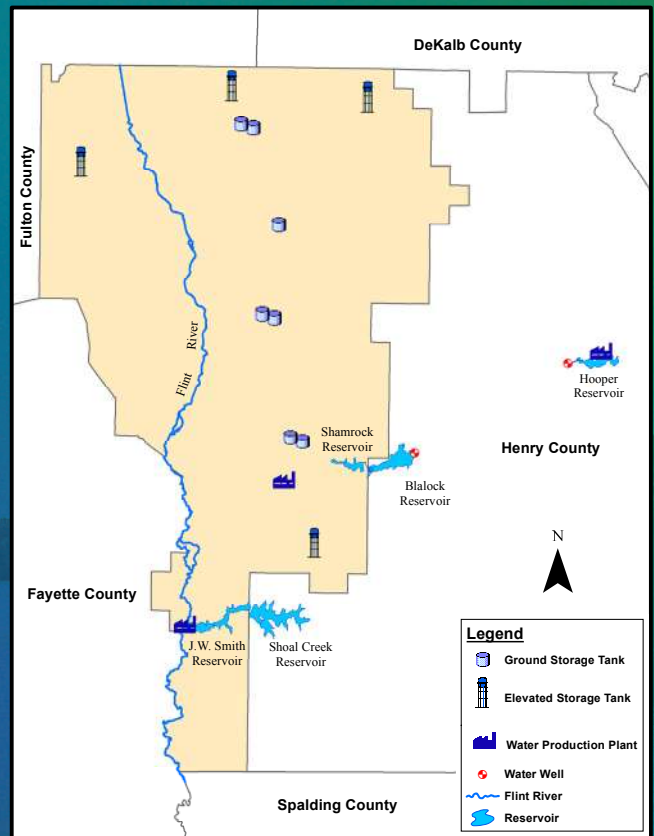 DeKalb County
Fulton County
Flint River
Hooper
Reservoir
Shamrock
Reservoir
Henry County
Blalock
Reservoir
N
Fayette County
J.W. Smith
Reservoir
Shoal Creek
Reservoir
Spalding County
Legend
Ground Storage Tank
Elevated Storage Tank
Water Production Plant
Water Well
Flint River
Reservoir